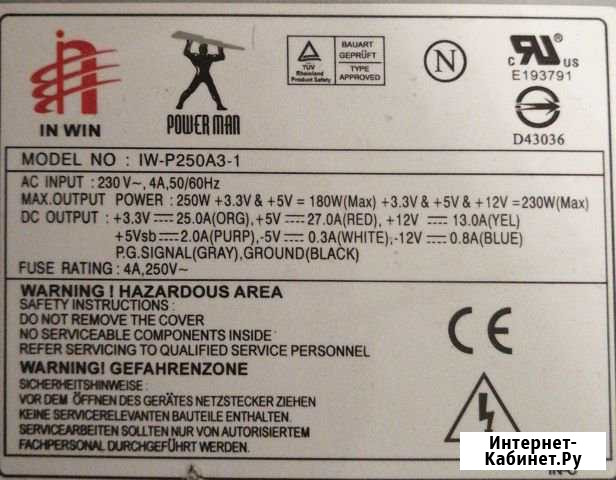 IN WIN
POWER MAN
TÜV
Rheinland
Product Safety
BAUART
GEPRÜFT
TYPE
APPROVED
N
C US
E193791
D43036
MODEL NO : IW-P250A3-1
AC INPUT : 230 V~, 4A,50/60Hz
MAX.OUTPUT POWER : 250W +3.3V & +5V = 180W(Max) +3.3V & +5V & +12V =230W(Max)
DC OUTPUT : +3.3V ⎓ 25.0A(ORG),+5V ⎓ 27.0A(RED), +12V ⎓ 13.0A(YEL)
+5Vsb ⎓ 2.0A(PURP),-5V ⎓ 0.3A(WHITE),-12V ⎓ 0.8A(BLUE)
P.G.SIGNAL(GRAY),GROUND(BLACK)
FUSE RATING : 4A,250V~
WARNING ! HAZARDOUS AREA
SAFETY INSTRUCTIONS :
DO NOT REMOVE THE COVER
NO SERVICEABLE COMPONENTS INSIDE
REFER SERVICING TO QUALIFIED SERVICE PERSONNEL
WARNUNG! GEFAHRENZONE
SICHERHEITSHINWEISE :
VOR DEM ÖFFNEN DES GERÄTES NETZSTECKER ZIEHEN
KEINE SERVICERELEVANTEN BAUTEILE ENTHALTEN.
SERVICEARBEITEN SOLLTEN NUR VON AUTORISIERTEM
FACHPERSONAL DURCHGEFÜHRT WERDEN.
CE
Интернет-
Кабинет.Ру